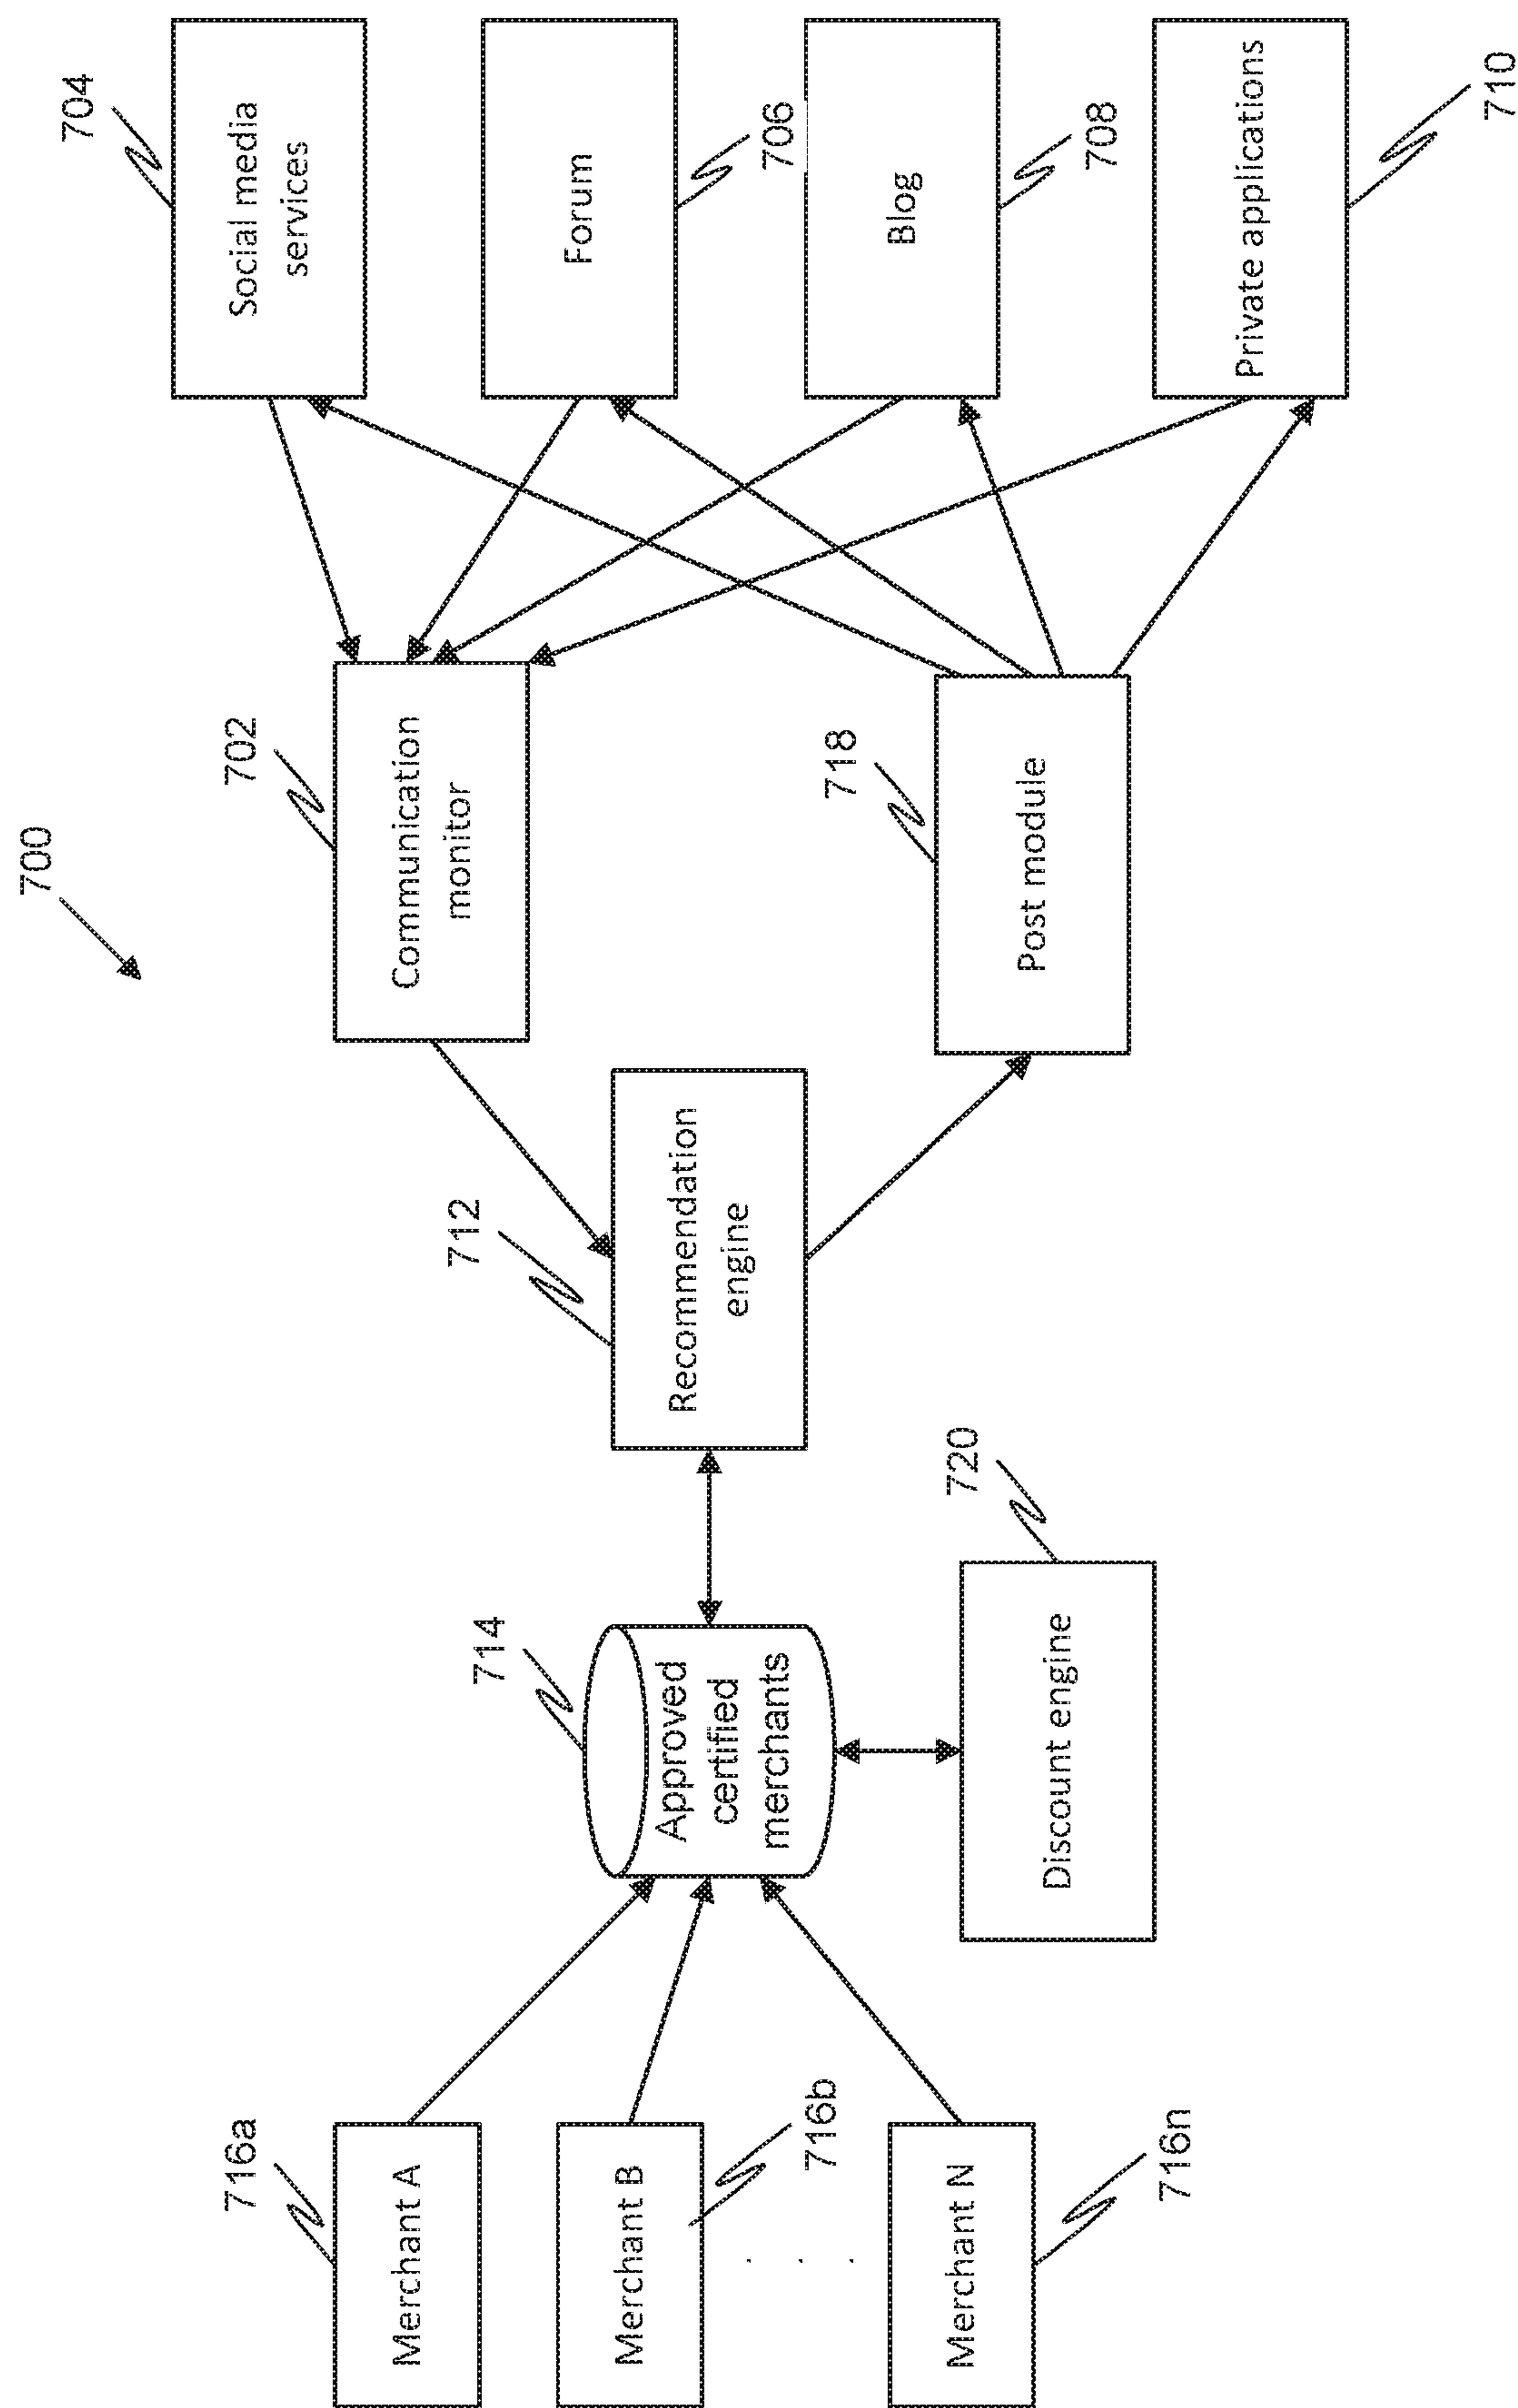 700
702
Communication
monitor
704
Social media
services
706
Forum
708
Blog
710
Private applications
712
Recommendation
engine
714
Approved
certified
merchants
716a
Merchant A
716b
Merchant B
. . .
716n
Merchant N
718
Post module
720
Discount engine